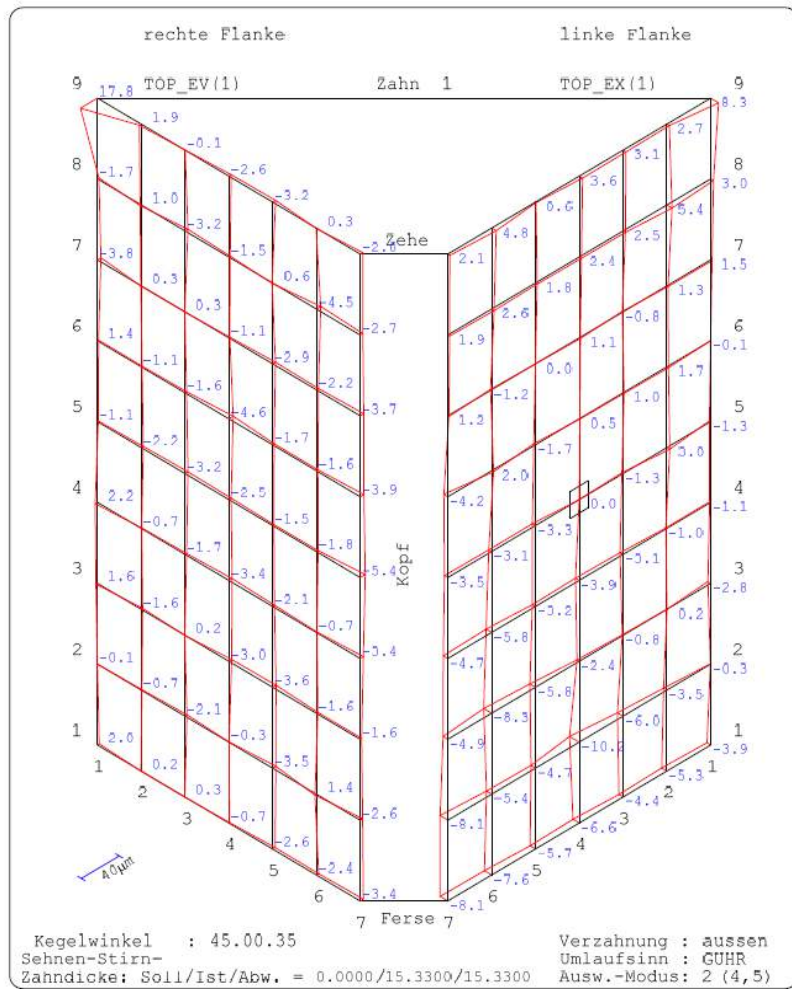 rechte Flanke linke Flanke
9 TOP_EV(1) Zahn 1 TOP_EX(1) 9
17.8 1.9 -0.1 -2.6 -3.2 0.3
2.1 4.8 0.6 3.6 3.1 2.7 8.3
Zehe
8 8
-1.7 1.0 -3.2 -1.5 0.6 -4.5 -2.7
1.9 2.6 1.8 2.4 2.5 5.4 3.0
7 7
-3.8 0.3 0.3 -1.1 -2.9 -2.2 -3.7
1.2 -1.2 0.0 1.1 -0.8 1.3 1.5
6 6
1.4 -1.1 -1.6 -4.6 -1.7 -1.6 -3.9
-4.2 2.0 -1.7 0.5 1.0 1.7 -0.1
5 5
-1.1 -2.2 -3.2 -2.5 -1.5 -1.8 -5.4
-3.5 -3.1 -3.3 0.0 -1.3 -1.3
Kopf
4 4
2.2 -0.7 -1.7 -3.4 -2.1 -0.7
-4.7 -5.8 -3.2 -3.9 -1.0 -1.1
3 3
1.6 -1.6 0.2 -3.0 -3.6 -1.6 -1.6
-4.9 -8.3 -5.8 -2.4 -0.8 0.2 -2.8
2 2
-0.1 -0.7 -2.1 -0.3 -3.5 1.4 -2.6
-8.1 -5.4 -4.7 -10.2 -6.0 -3.5 -0.3
1 1
2.0 0.2 0.3 -0.7 -2.6 -2.4 -3.4
-8.1 -7.6 -5.7 -6.6 -4.4 -5.3 -3.9
1 2 3 4 5 6 7
7 6 5 4 3 2 1
40µm
Ferse
Kegelwinkel : 45.00.35 Verzahnung : aussen
Sehnen-Stirn- Umlaufsinn : GUHR
Zahndicke: Soll/Ist/Abw. = 0.0000/15.3300/15.3300 Ausw.-Modus: 2 (4,5)